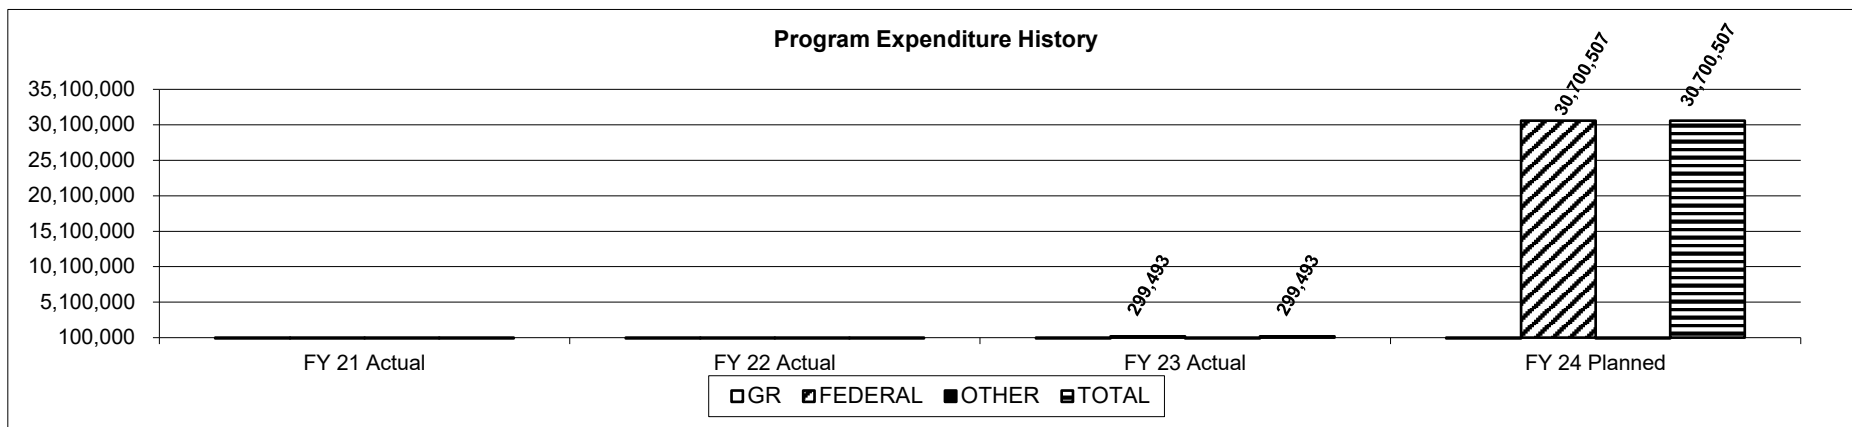 Program Expenditure History
30,700,507
30,700,507
35,100,000
30,100,000
25,100,000
20,100,000
15,100,000
10,100,000
299,493
299,493
5,100,000
100,000
FY 21 Actual
FY 22 Actual
FY 23 Actual
FY 24 Planned
GR FEDERAL OTHER TOTAL